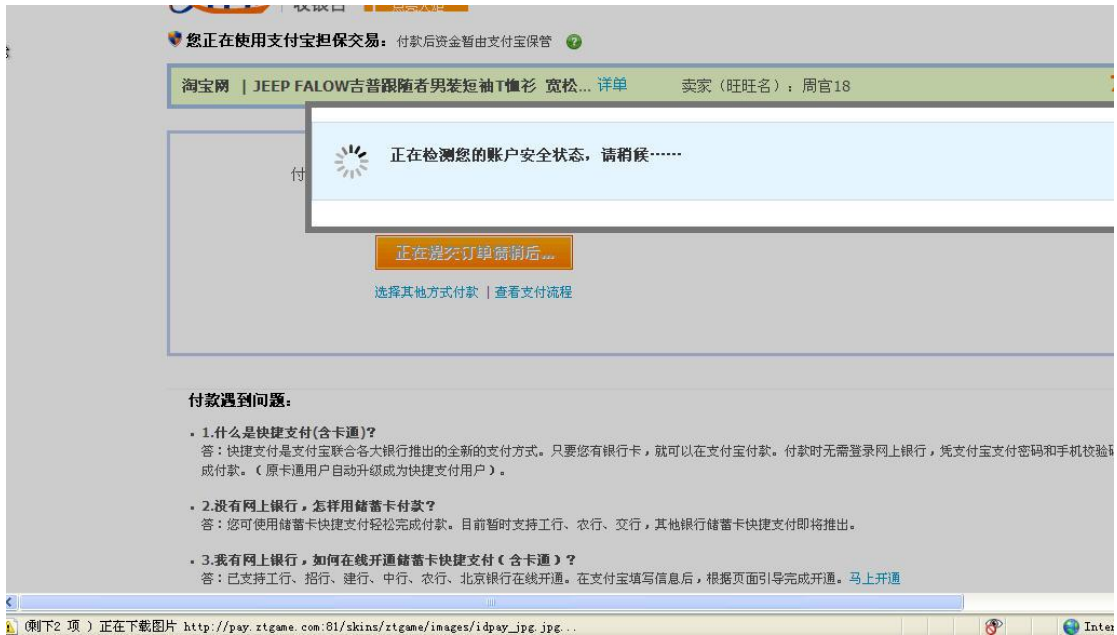 收银台
您正在使用支付宝担保交易：付款后资金暂由支付宝保管
淘宝网 | JEEP FALOW吉普跟随者男装短袖T恤衫 宽松... 详单 卖家（旺旺名）：周官18
正在检测您的账户安全状态，请稍候……
付
正在提交订单请稍后...
选择其他方式付款 | 查看支付流程
付款遇到问题：
1.什么是快捷支付(含卡通)?
答：快捷支付是支付宝联合各大银行推出的全新的支付方式。只要您有银行卡，就可以在支付宝付款。付款时无需登录网上银行，凭支付宝支付密码和手机校验码
成付款。（原卡通用户自动升级成为快捷支付用户）。
2.没有网上银行，怎样用储蓄卡付款?
答：您可使用储蓄卡快捷支付轻松完成付款。目前暂时支持工行、农行、交行，其他银行储蓄卡快捷支付即将推出。
3.我有网上银行，如何在线开通储蓄卡快捷支付(含卡通)?
答：已支持工行、招行、建行、中行、农行、北京银行在线开通。在支付宝填写信息后，根据页面引导完成开通。马上开通
(剩下2 项 ) 正在下载图片 http://pay.ztgame.com:81/skins/ztgame/images/idpay_jpg.jpg... Inter